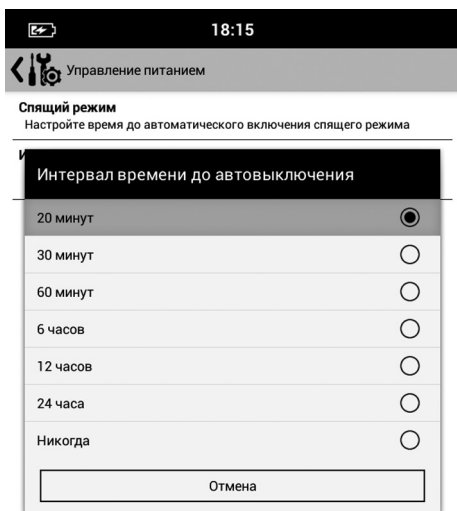 18:15
Управление питанием
Спящий режим
Настройте время до автоматического включения спящего режима
Интервал времени до автовыключения
20 минут
30 минут
60 минут
6 часов
12 часов
24 часа
Никогда
Отмена